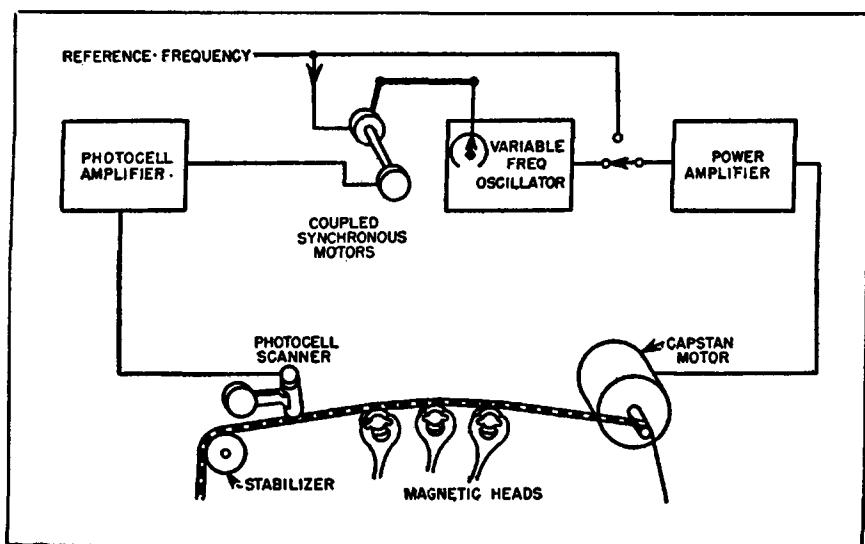 REFERENCE · FREQUENCY
PHOTOCELL
AMPLIFIER .
VARIABLE
FREQ
OSCILLATOR
POWER
AMPLIFIER
COUPLED
SYNCHRONOUS
MOTORS
PHOTOCELL
SCANNER
CAPSTAN
MOTOR
STABILIZER
MAGNETIC HEADS